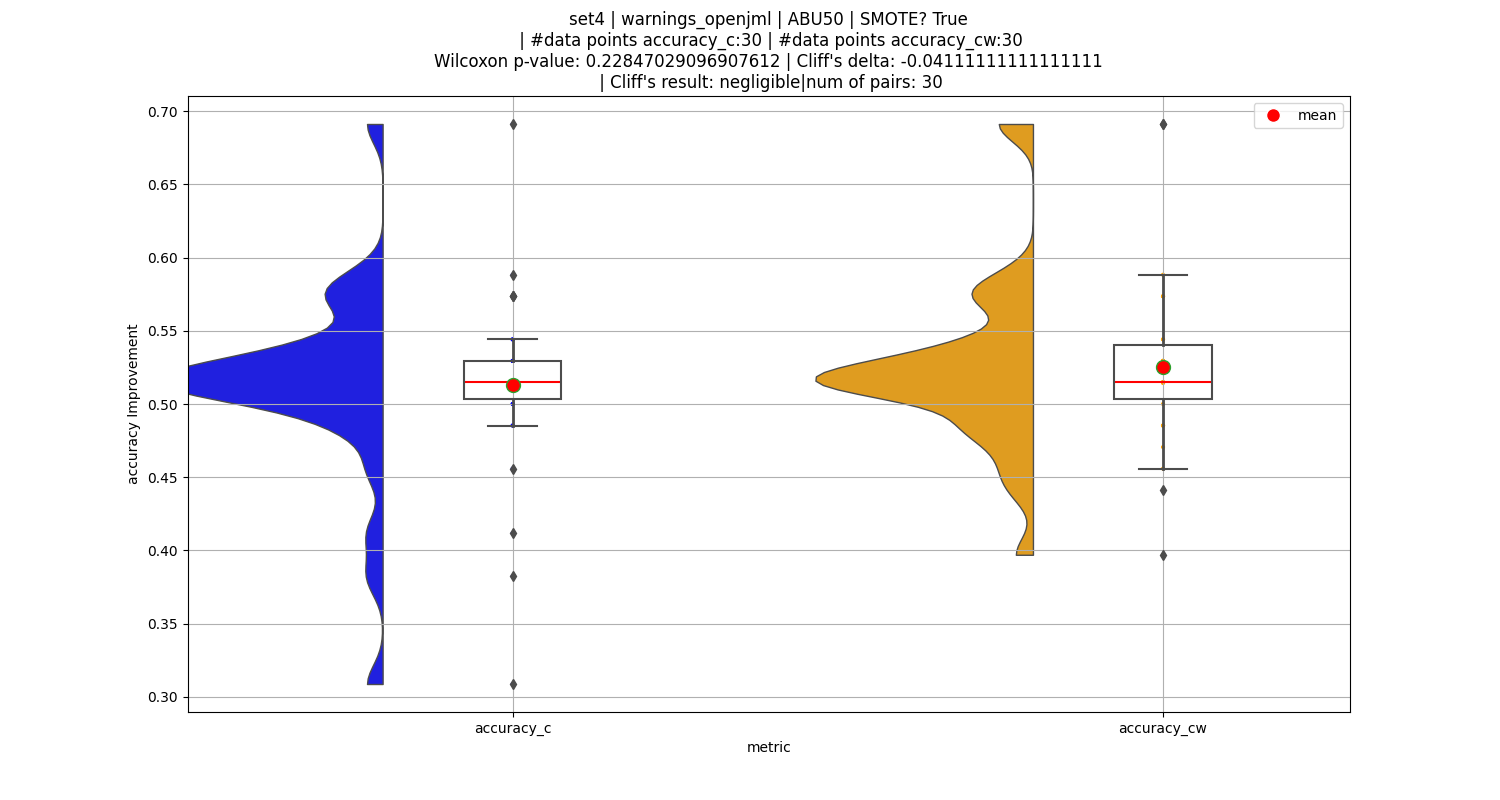 set4 | warnings_openjml | ABU50 | SMOTE? True
| #data points accuracy_c:30 | #data points accuracy_cw:30
Wilcoxon p-value: 0.22847029096907612 | Cliff's delta: -0.04111111111111111
| Cliff's result: negligible|num of pairs: 30
mean
accuracy Improvement
0.70
0.65
0.60
0.55
0.50
0.45
0.40
0.35
0.30
accuracy_c
accuracy_cw
metric